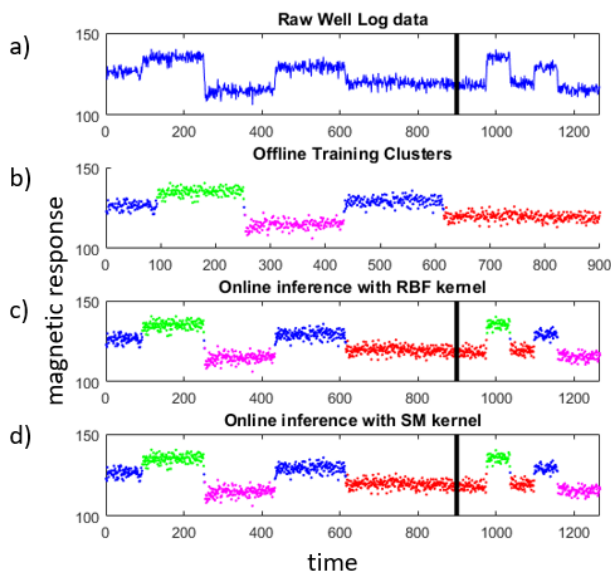 Raw Well Log data
a)
150
100
0 200 400 600 800 1000 1200
Offline Training Clusters
b)
150
100
0 100 200 300 400 500 600 700 800 900
magnetic response
Online inference with RBF kernel
c)
150
100
0 200 400 600 800 1000 1200
Online inference with SM kernel
d)
150
100
0 200 400 600 800 1000 1200
time